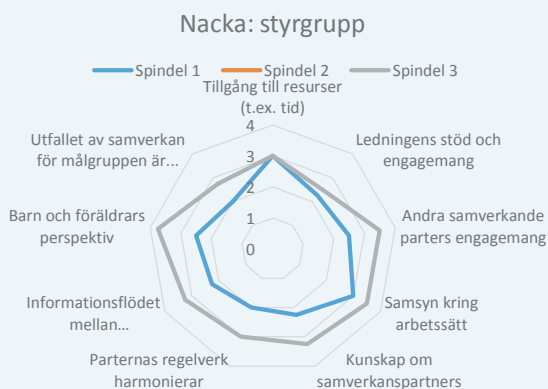 Nacka: styrgrupp
Spindel 1 Spindel 2 Spindel 3
Tillgång till resurser
(t.ex. tid)
Ledningens stöd och
engagemang
Andra samverkande
parters engagemang
Samsyn kring
arbetssätt
Kunskap om
samverkanspartners
Parternas regelverk
harmonierar
Informationsflödet
mellan...
Barn och föräldrars
perspektiv
Utfallet av samverkan
för målgruppen är...
4
3
2
1
0